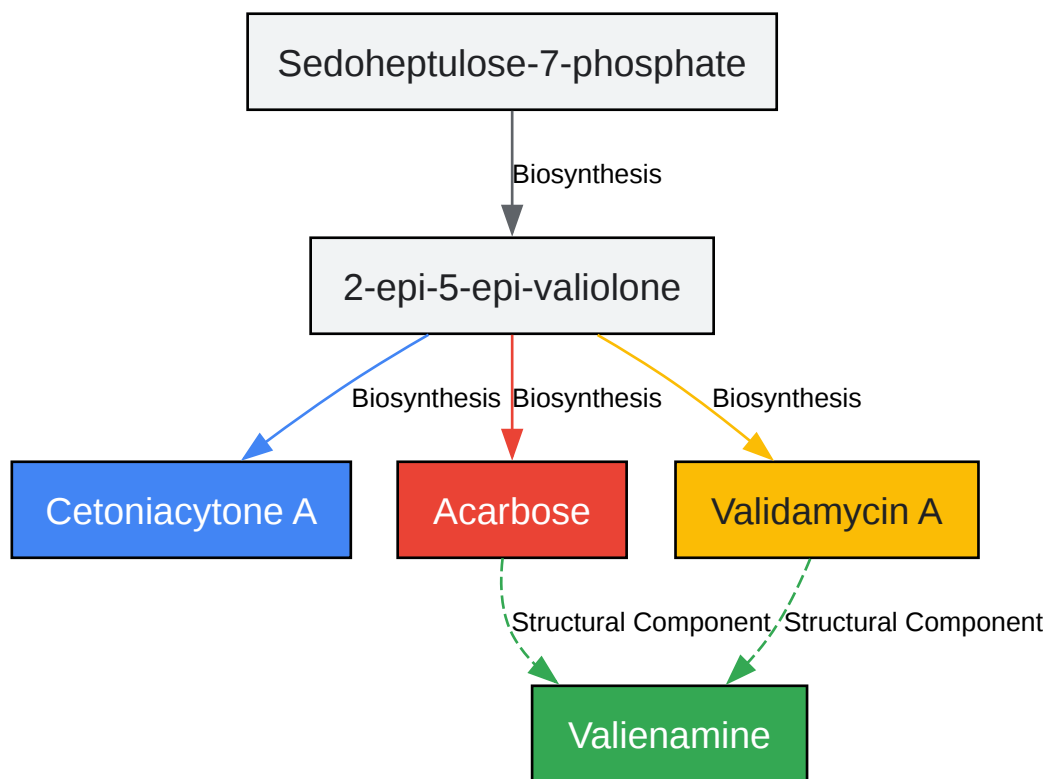 Sedoheptulose-7-phosphate
Biosynthesis
2-epi-5-epi-valiolone
Biosynthesis
Biosynthesis
Biosynthesis
Cetoniacytone A
Acarbose
Validamycin A
Structural Component
Structural Component
Valienamine